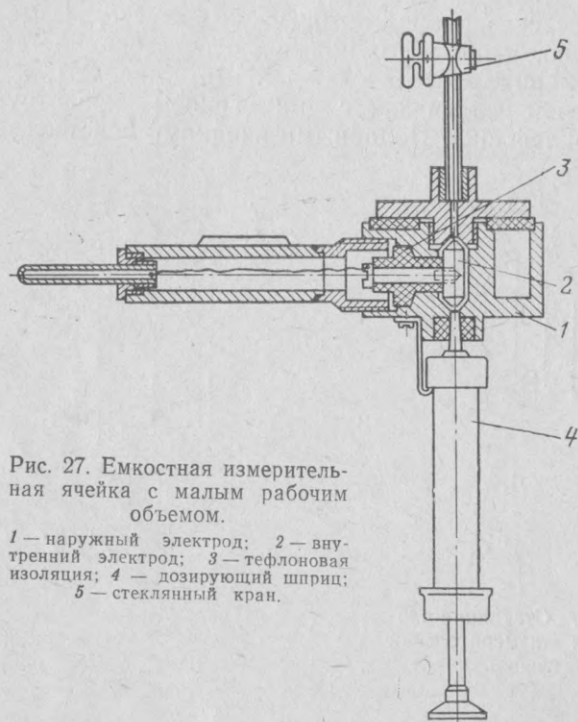 5
3
2
1
4
Рис. 27. Емкостная измеритель-
ная ячейка с малым рабочим
объемом.
1 — наружный электрод; 2 — вну-
тренний электрод; 3 — тефлоновая
изоляция; 4 — дозирующий шприц;
5 — стеклянный кран.